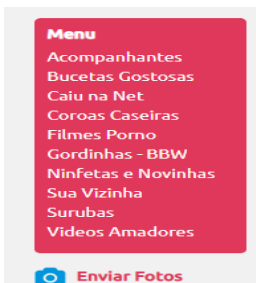 Menu
Acompanhantes
Bucetas Gostosas
Caiu na Net
Coroas Caseiras
Filmes Porno
Gordinhas - BBW
Ninfetas e Novinhas
Sua Vizinha
Surubas
Videos Amadores
Enviar Fotos